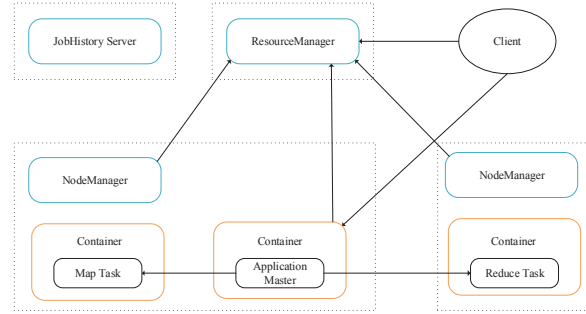 JobHistory Server
ResourceManager
Client
NodeManager
NodeManager
Container
Container
Container
Map Task
Application
Master
Reduce Task